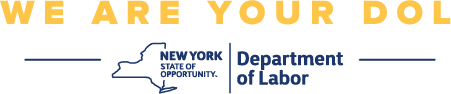 WE ARE YOUR DOL
NEW YORK
STATE OF
OPPORTUNITY.
Department
of Labor